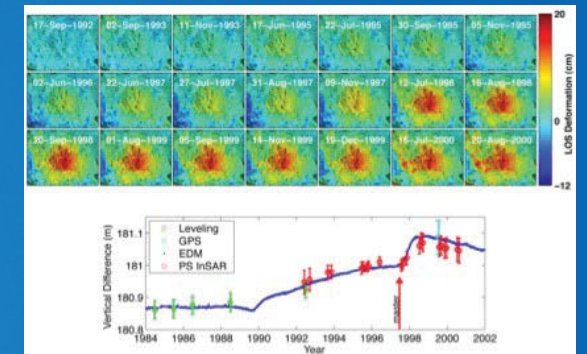 17-Sep-1992 02-Sep-1993 11-Nov-1993 17-Jun-1995 22-Jul-1995 30-Sep-1995 05-Nov-1995
02-Jun-1996 22-Jun-1997 27-Jul-1997 31-Aug-1997 09-Nov-1997 12-Jul-1998 16-Aug-1998
20-Sep-1998 01-Aug-1999 05-Sep-1999 14-Nov-1999 19-Dec-1999 16-Jul-2000 20-Aug-2000
20
0
−12
LOS Deformation (cm)
Vertical Difference (m)
181.1
181
180.9
180.8
Leveling
GPS
EDM
PS InSAR
master
1984 1986 1988 1990 1992 1994 1996 1998 2000 2002
Year